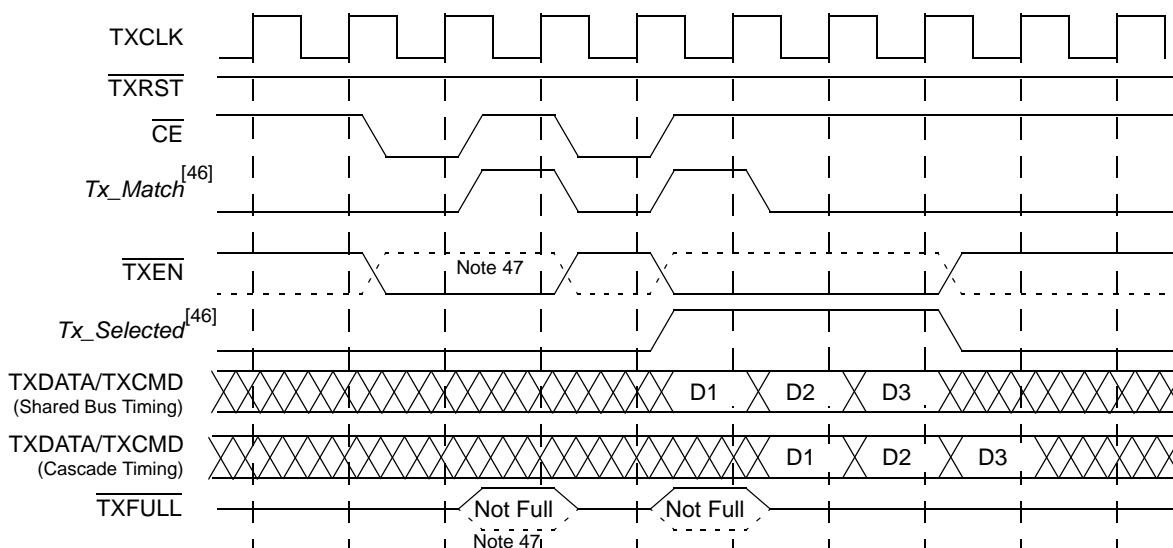 TXCLK
TXRST
CE
Tx_Match[46]
TXEN
Note 47
Tx_Selected[46]
TXDATA/TXCMD
(Shared Bus Timing)
D1 D2 D3
TXDATA/TXCMD
(Cascade Timing)
D1 D2 D3
TXFULL
Not Full Not Full
Note 47